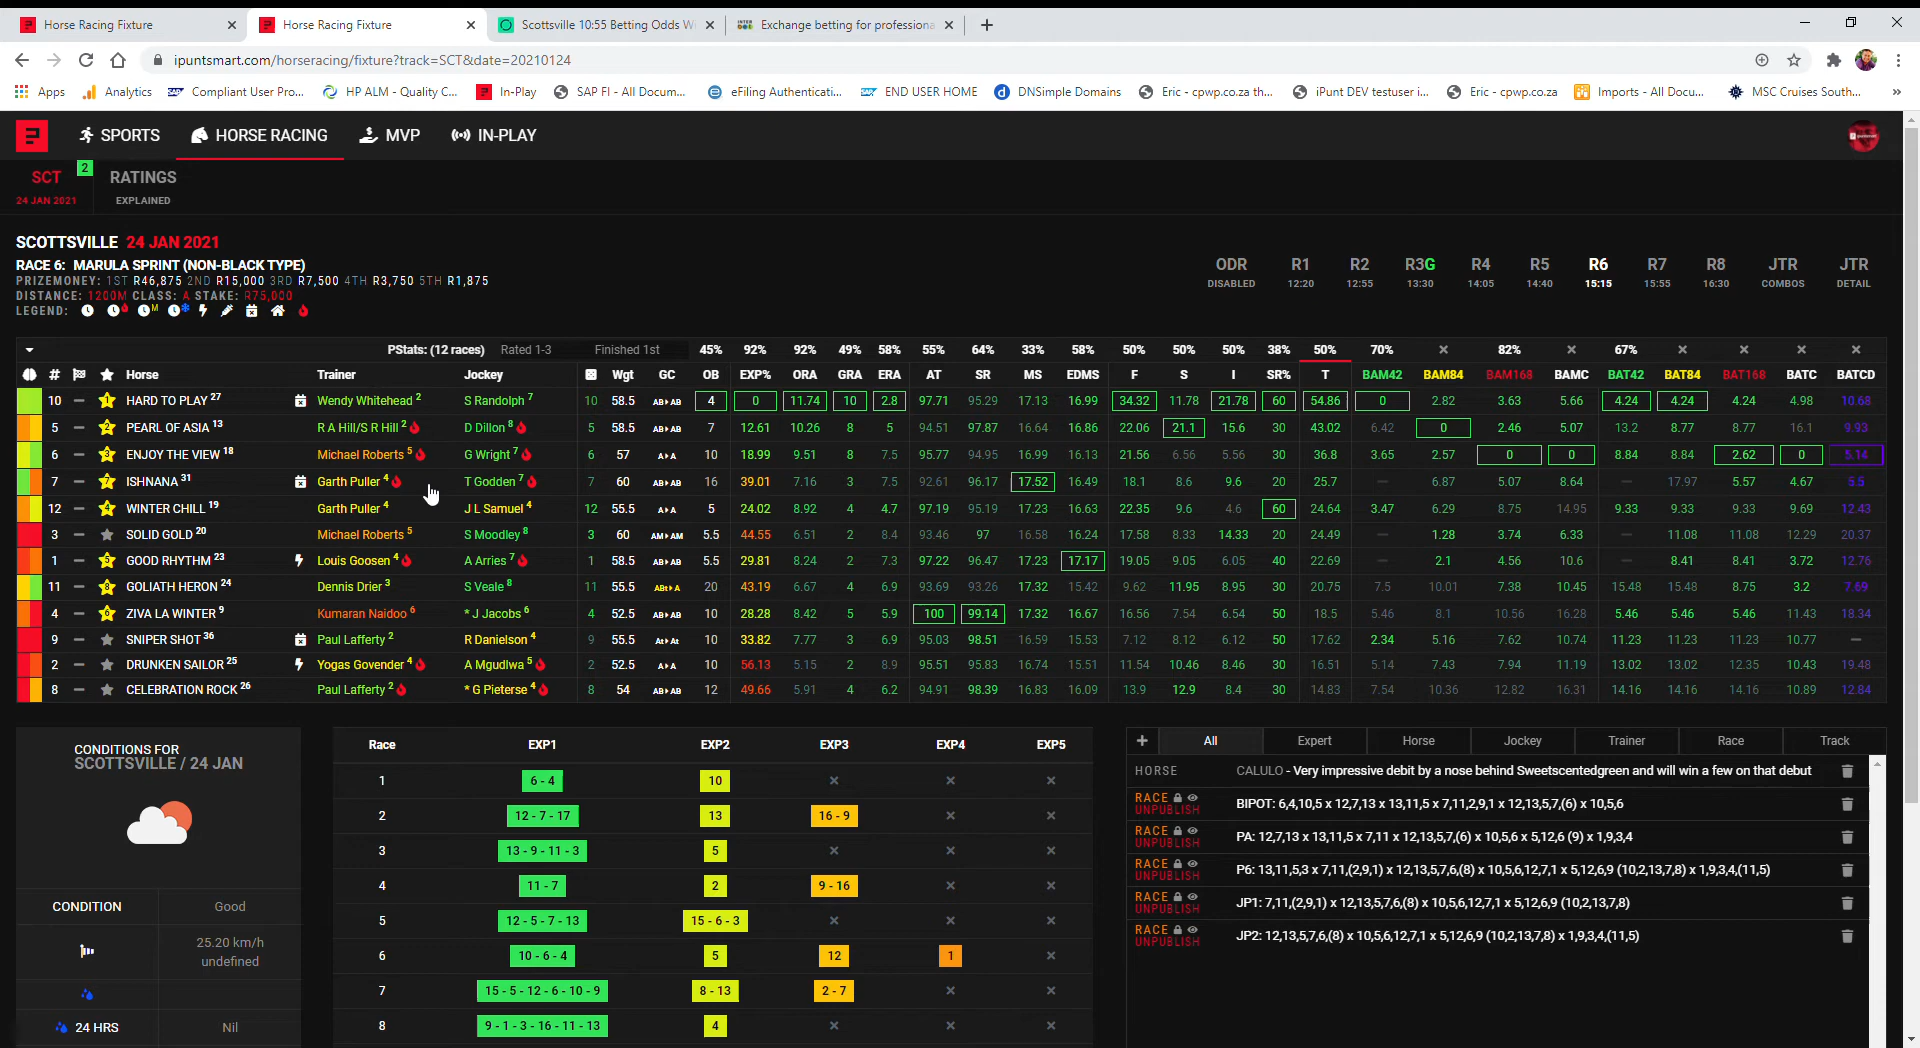 Horse Racing Fixture
Horse Racing Fixture
Scottsville 10:55 Betting Odds W
Exchange betting for professiona
ipuntsmart.com/horseracing/fixture?track=SCT&date=20210124
Apps
Analytics
Compliant User Pro...
HP ALM - Quality C...
In-Play
SAP FI - All Docum...
eFiling Authenticati...
END USER HOME
DNSimple Domains
Eric - cpwp.co.za th...
iPunt DEV testuser i...
Eric - cpwp.co.za
Imports - All Docu...
MSC Cruises South...
SPORTS
HORSE RACING
MVP
IN-PLAY
SCT 2
24 JAN 2021
RATINGS
EXPLAINED
SCOTTSVILLE 24 JAN 2021
RACE 6: MARULA SPRINT (NON-BLACK TYPE)
PRIZEMONEY: 1ST R46,875 2ND R15,000 3RD R7,500 4TH R3,750 5TH R1,875
DISTANCE: 1200M CLASS: A STAKE: R75,000
LEGEND:
ODR R1 R2 R3G R4 R5 R6 R7 R8 JTR JTR
DISABLED 12:20 12:55 13:30 14:05 14:40 15:15 15:55 16:30 COMBOS DETAIL
PStats: (12 races) Rated 1-3 Finished 1st 45% 92% 92% 49% 58% 55% 64% 33% 58% 50% 50% 50% 38% 50% 70% × 82% × 67% × × × ×
# Horse Trainer Jockey Wgt GC OB EXP% ORA GRA ERA AT SR MS EDMS F S I SR% T BAM42 BAM84 BAM168 BAMC BAT42 BAT84 BAT168 BATC BATCD
10 — 1 HARD TO PLAY 27 Wendy Whitehead 2 S Randolph 7 10 58.5 AB▸AB 4 0 11.74 10 2.8 97.71 95.29 17.13 16.99 34.32 11.78 21.78 60 54.86 0 2.82 3.63 5.66 4.24 4.24 4.24 4.98 10.68
5 — 2 PEARL OF ASIA 13 R A Hill/S R Hill 2 D Dillon 8 5 58.5 AB▸AB 7 12.61 10.26 8 5 94.51 97.87 16.64 16.86 22.06 21.1 15.6 30 43.02 6.42 0 2.46 5.07 13.2 8.77 8.77 16.1 9.93
6 — 3 ENJOY THE VIEW 18 Michael Roberts 5 G Wright 7 6 57 A▸A 10 18.99 9.51 8 7.5 95.77 94.95 16.99 16.13 21.56 6.56 5.56 30 36.8 3.65 2.57 0 0 8.84 8.84 2.62 0 5.14
7 — 7 ISHNANA 31 Garth Puller 4 T Godden 7 7 60 AB▸AB 16 39.01 7.16 3 7.5 92.61 96.17 17.52 16.49 18.1 8.6 9.6 20 25.7 — 6.87 5.07 8.64 — 17.97 5.57 4.67 5.5
12 — 4 WINTER CHILL 19 Garth Puller 4 J L Samuel 4 12 55.5 A▸A 5 24.02 8.92 4 4.7 97.19 95.19 17.23 16.63 22.35 9.6 4.6 60 24.64 3.47 6.29 8.75 14.95 9.33 9.33 9.33 9.69 12.43
3 — SOLID GOLD 20 Michael Roberts 5 S Moodley 8 3 60 AM▸AM 5.5 44.55 6.51 2 8.4 93.46 97 16.58 16.24 17.58 8.33 14.33 20 24.49 — 1.28 3.74 6.33 — 11.08 11.08 12.29 20.37
1 — 5 GOOD RHYTHM 23 Louis Goosen 4 A Arries 7 1 58.5 AB▸AB 5.5 29.81 8.24 2 7.3 97.22 96.47 17.23 17.17 19.05 9.05 6.05 40 22.69 — 2.1 4.56 10.6 — 8.41 8.41 3.72 12.76
11 — 8 GOLIATH HERON 24 Dennis Drier 3 S Veale 8 11 55.5 ABt▸A 20 43.19 6.67 4 6.9 93.69 93.26 17.32 15.42 9.62 11.95 8.95 30 20.75 7.5 10.01 7.38 10.45 15.48 15.48 8.84 3.2 7.69
4 — 6 ZIVA LA WINTER 9 Kumaran Naidoo 6 * J Jacobs 6 4 52.5 AB▸AB 10 28.28 8.42 5 5.9 100 99.14 17.32 16.67 16.56 7.54 6.54 50 18.5 5.46 8.1 10.56 16.28 5.46 5.46 5.46 11.43 18.34
9 — SNIPER SHOT 36 Paul Lafferty 2 R Danielson 4 9 55.5 At▸At 10 33.82 7.77 3 6.9 95.03 98.51 16.59 15.53 7.12 8.12 6.12 50 17.62 2.34 5.16 7.62 10.74 11.23 11.23 11.23 10.77 —
2 — DRUNKEN SAILOR 25 Yogas Govender 4 A Mgudlwa 5 2 52.5 A▸A 10 56.13 5.15 2 8.9 95.51 95.83 16.74 15.51 11.54 10.46 8.46 30 16.51 5.14 7.43 7.94 11.19 13.02 13.02 12.35 10.43 19.48
8 — CELEBRATION ROCK 26 Paul Lafferty 2 * G Pieterse 4 8 54 AB▸AB 12 49.66 5.91 4 6.2 94.91 98.39 16.83 16.09 13.9 12.9 8.4 30 14.83 7.54 10.36 12.82 16.31 14.16 14.16 14.16 10.89 12.84
CONDITIONS FOR
SCOTTSVILLE / 24 JAN
CONDITION Good
25.20 km/h
undefined
24 HRS Nil
Race EXP1 EXP2 EXP3 EXP4 EXP5
1 6 - 4 10 × × ×
2 12 - 7 - 17 13 16 - 9 × ×
3 13 - 9 - 11 - 3 5 × × ×
4 11 - 7 2 9 - 16 × ×
5 12 - 5 - 7 - 13 15 - 6 - 3 × × ×
6 10 - 6 - 4 5 12 1 ×
7 15 - 5 - 12 - 6 - 10 - 9 8 - 13 2 - 7 × ×
8 9 - 1 - 3 - 16 - 11 - 13 4 × × ×
+ All Expert Horse Jockey Trainer Race Track
HORSE CALULO - Very impressive debit by a nose behind Sweetscentedgreen and will win a few on that debut
RACE UNPUBLISH BIPOT: 6,4,10,5 x 12,7,13 x 13,11,5 x 7,11,2,9,1 x 12,13,5,7,(6) x 10,5,6
RACE UNPUBLISH PA: 12,7,13 x 13,11,5 x 7,11 x 12,13,5,7,(6) x 10,5,6 x 5,12,6 (9) x 1,9,3,4
RACE UNPUBLISH P6: 13,11,5,3 x 7,11,(2,9,1) x 12,13,5,7,6,(8) x 10,5,6,12,7,1 x 5,12,6,9 (10,2,13,7,8) x 1,9,3,4,(11,5)
RACE UNPUBLISH JP1: 7,11,(2,9,1) x 12,13,5,7,6,(8) x 10,5,6,12,7,1 x 5,12,6,9 (10,2,13,7,8)
RACE UNPUBLISH JP2: 12,13,5,7,6,(8) x 10,5,6,12,7,1 x 5,12,6,9 (10,2,13,7,8) x 1,9,3,4,(11,5)